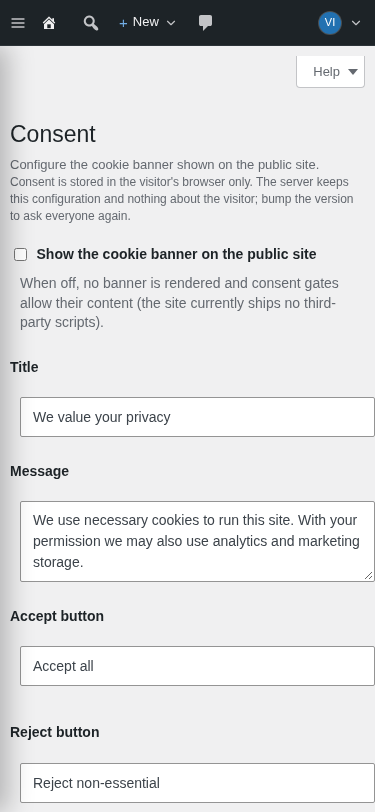 + New
VI
Help
Consent
Configure the cookie banner shown on the public site.
Consent is stored in the visitor's browser only. The server keeps
this configuration and nothing about the visitor; bump the version
to ask everyone again.
Show the cookie banner on the public site
When off, no banner is rendered and consent gates
allow their content (the site currently ships no third-
party scripts).
Title
We value your privacy
Message
We use necessary cookies to run this site. With your
permission we may also use analytics and marketing
storage.
Accept button
Accept all
Reject button
Reject non-essential